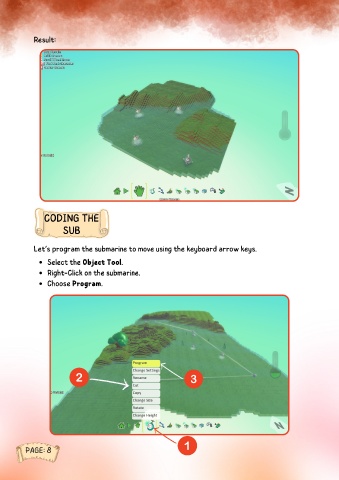 Result:
CODING THE
SUB
Let's program the submarine to move using the keyboard arrow keys.
• Select the Object Tool.
• Right-Click on the submarine.
• Choose Program.
Program
Change Settings
Rename
Cut
Copy
Change Size
Rotate
Change Height
2
3
1
PAGE: 8